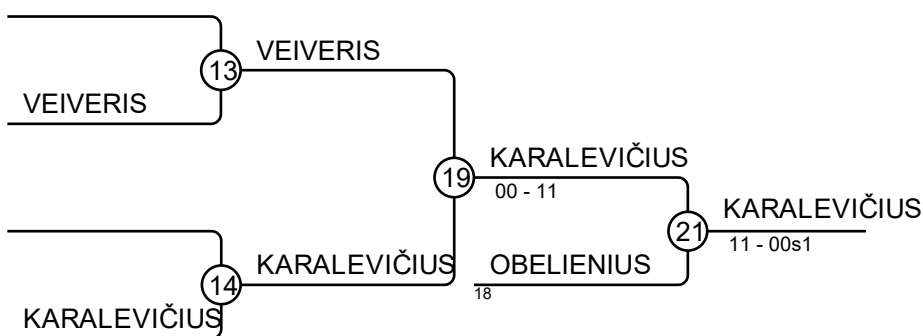 VEIVERIS
13
VEIVERIS
KARALEVIČIUS
19
00 - 11
KARALEVIČIUS
21
11 - 00s1
KARALEVIČIUS
OBELIENIUS
14
18
KARALEVIČIUS